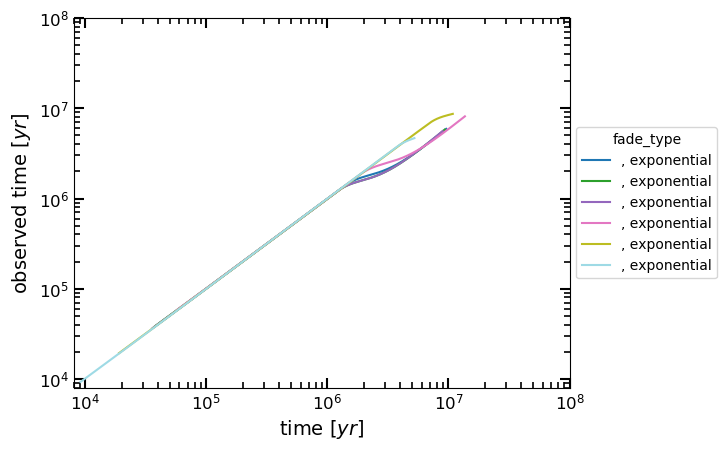 10^8
10^7
10^6
10^5
10^4
observed time [yr]
10^4 10^5 10^6 10^7 10^8
time [yr]
fade_type
, exponential
, exponential
, exponential
, exponential
, exponential
, exponential